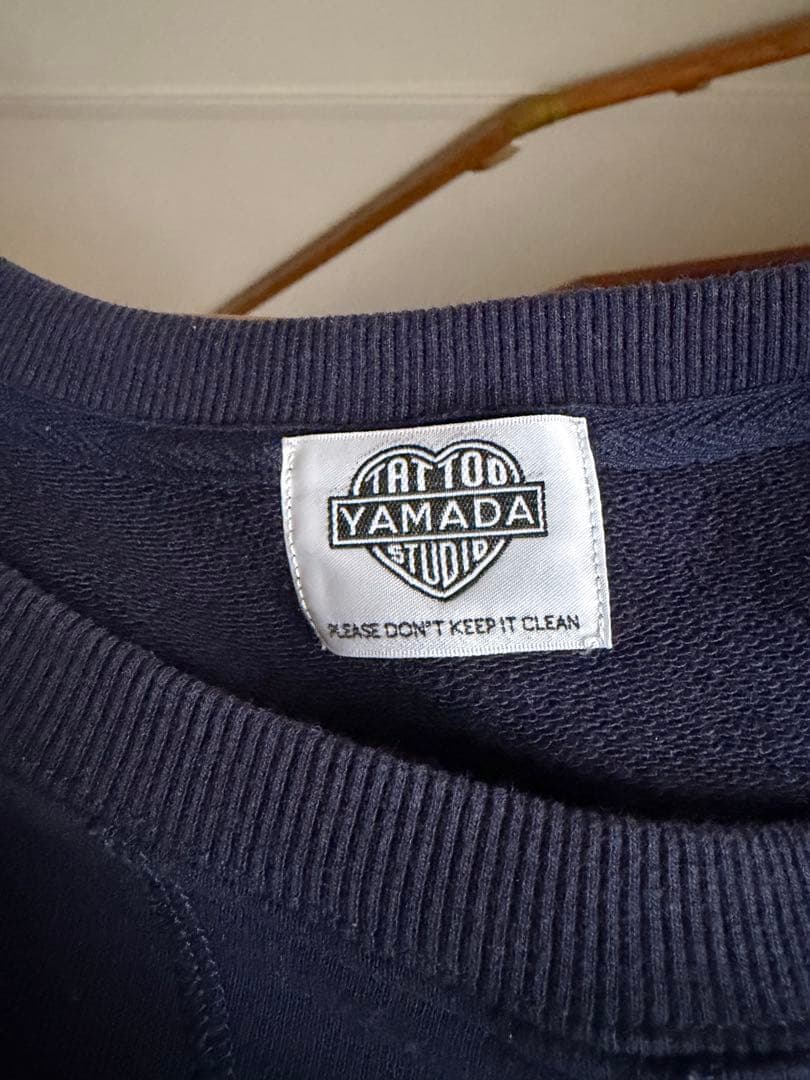 TATTOO
YAMADA
STUDIO
PLEASE DON'T KEEP IT CLEAN